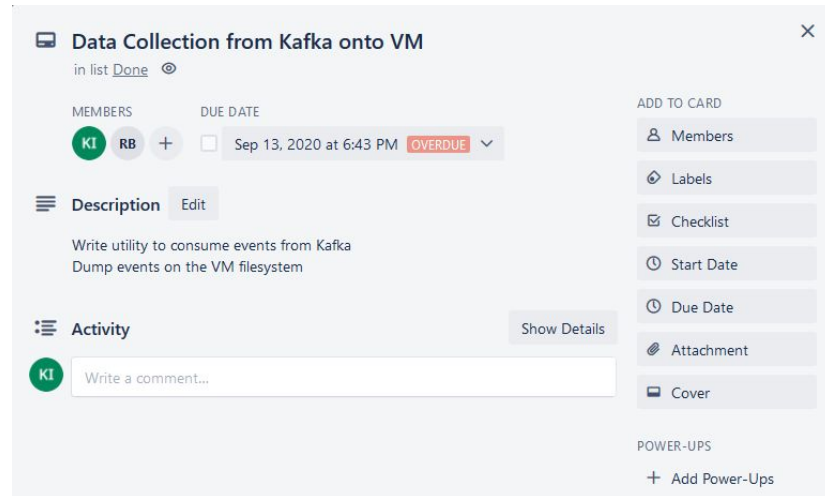 Data Collection from Kafka onto VM
in list Done
MEMBERS
DUE DATE
KI RB + Sep 13, 2020 at 6:43 PM OVERDUE
Description Edit
Write utility to consume events from Kafka
Dump events on the VM filesystem
Activity Show Details
KI Write a comment...
ADD TO CARD
Members
Labels
Checklist
Start Date
Due Date
Attachment
Cover
POWER-UPS
+ Add Power-Ups